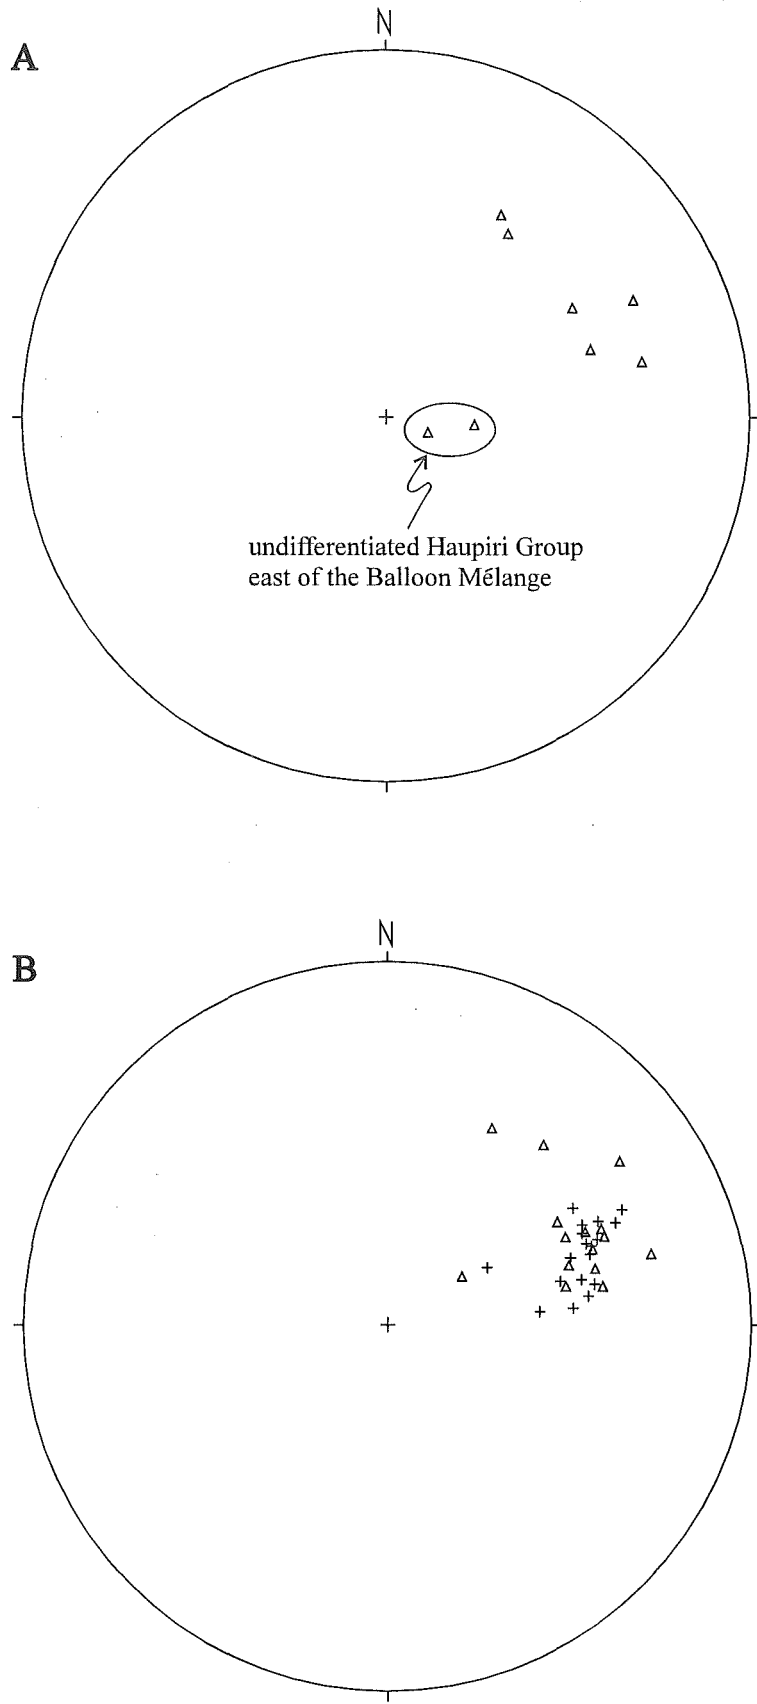 N
A
undifferentiated Haupiri Group
east of the Balloon Mélange
N
B